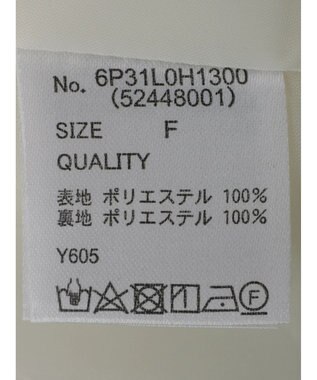 No. 6P31L0H1300
(52448001)
SIZE F
QUALITY
表地 ポリエステル 100%
裏地 ポリエステル 100%
Y605
F